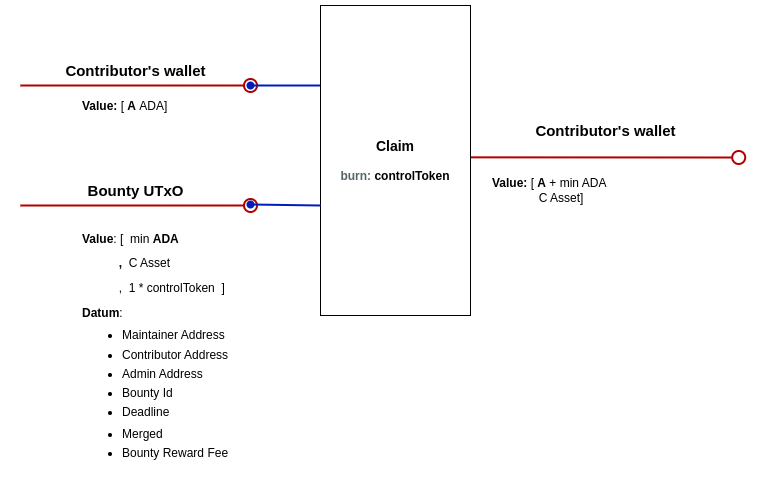 Contributor's wallet
Value: [ A ADA]
Bounty UTxO
Value: [ min ADA
, C Asset
, 1 * controlToken ]
Datum:
• Maintainer Address
• Contributor Address
• Admin Address
• Bounty Id
• Deadline
• Merged
• Bounty Reward Fee
Claim
burn: controlToken
Contributor's wallet
Value: [ A + min ADA
C Asset]